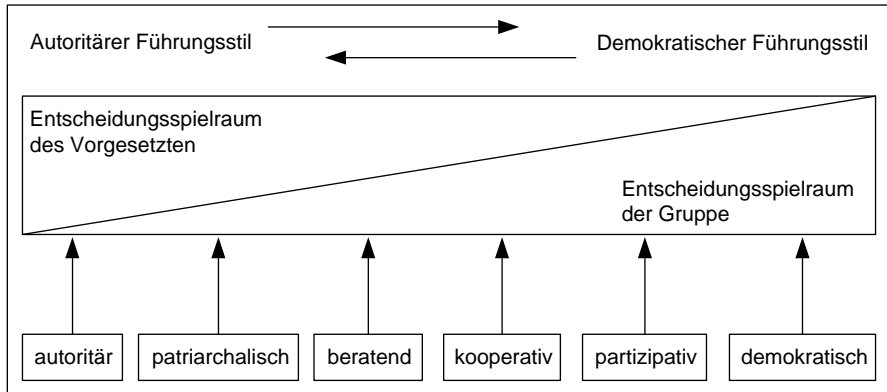 Autoritärer Führungsstil
Demokratischer Führungsstil
Entscheidungsspielraum
des Vorgesetzten
Entscheidungsspielraum
der Gruppe
autoritär
patriarchalisch
beratend
kooperativ
partizipativ
demokratisch